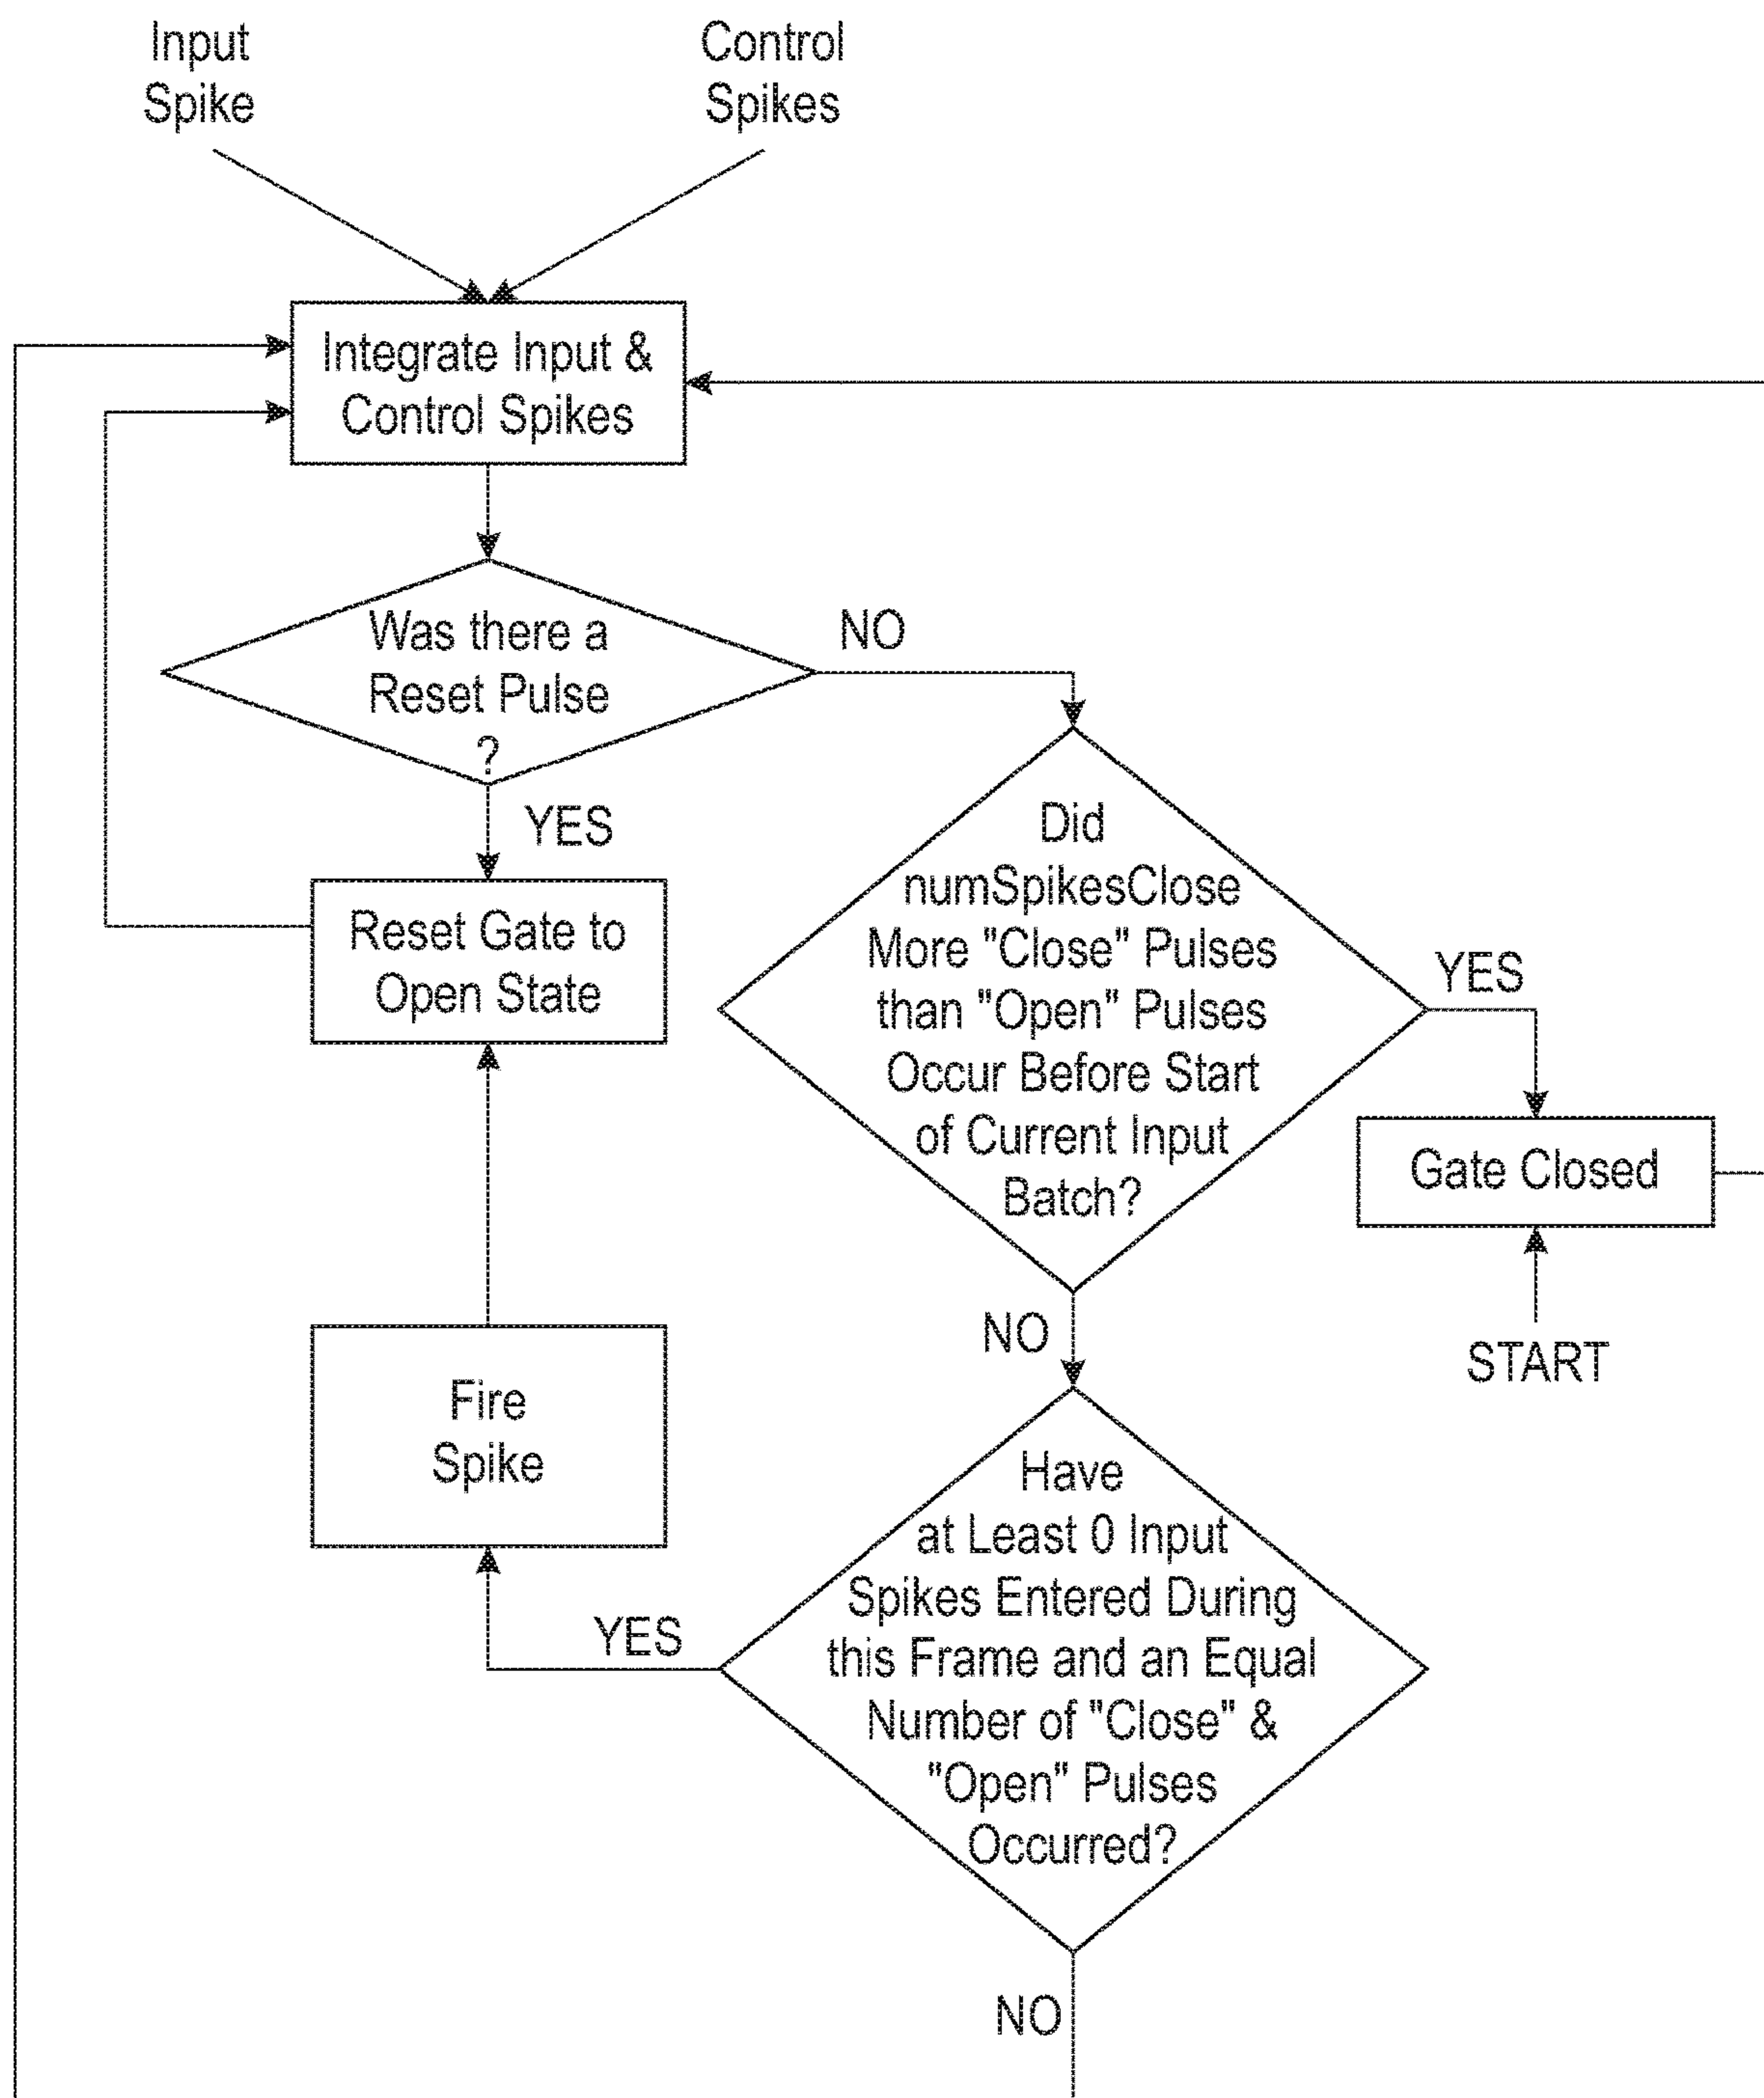 Input
Spike
Control
Spikes
Integrate Input &
Control Spikes
Was there a
Reset Pulse
?
NO
YES
Reset Gate to
Open State
Did
numSpikesClose
More "Close" Pulses
than "Open" Pulses
Occur Before Start
of Current Input
Batch?
YES
Gate Closed
START
NO
Fire
Spike
Have
at Least 0 Input
Spikes Entered During
this Frame and an Equal
Number of "Close" &
"Open" Pulses
Occurred?
YES
NO